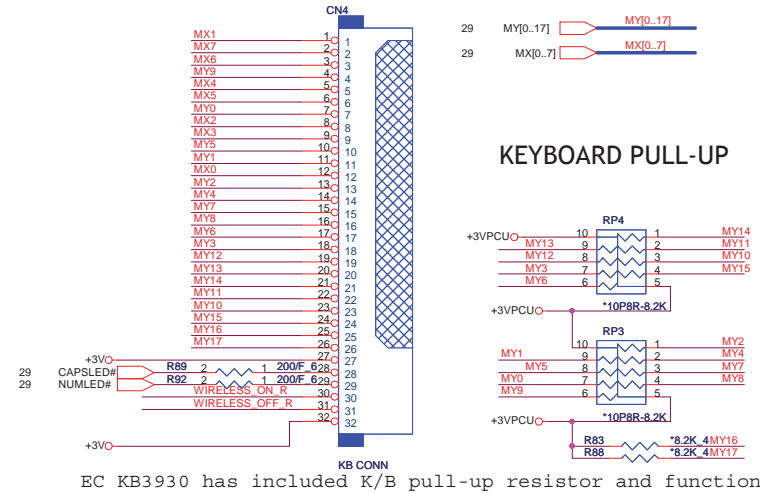 CN4
MX1 1 1
MX7 2 2
MX6 3 3
MY9 4 4
MX4 5 5
MX5 6 6
MY0 7 7
MX2 8 8
MX3 9 9
MY5 10 10
MY1 11 11
MX0 12 12
MY2 13 13
MY4 14 14
MY7 15 15
MY8 16 16
MY6 17 17
MY3 18 18
MY12 19 19
MY13 20 20
MY14 21 21
MY11 22 22
MY10 23 23
MY15 24 24
MY16 25 25
MY17 26 26
+3V 27 27
29 CAPSLED# R89 2 1 200/F_6 28 28
29 NUMLED# R92 2 1 200/F_6 29 29
WIRELESS_ON_R 30 30
WIRELESS_OFF_R 31 31
+3V 32 32
KB CONN
29 MY[0..17] MY[0..17]
29 MX[0..7] MX[0..7]
KEYBOARD PULL-UP
RP4
+3VPCU 10 1 MY14
MY13 9 2 MY11
MY12 8 3 MY10
MY3 7 4 MY15
MY6 6 5
+3VPCU *10P8R-8.2K
RP3
10 1 MY2
MY1 9 2 MY4
MY5 8 3 MY7
MY0 7 4 MY8
MY9 6 5
+3VPCU *10P8R-8.2K
R83 *8.2K_4 MY16
R88 *8.2K_4 MY17
EC KB3930 has included K/B pull-up resistor and function